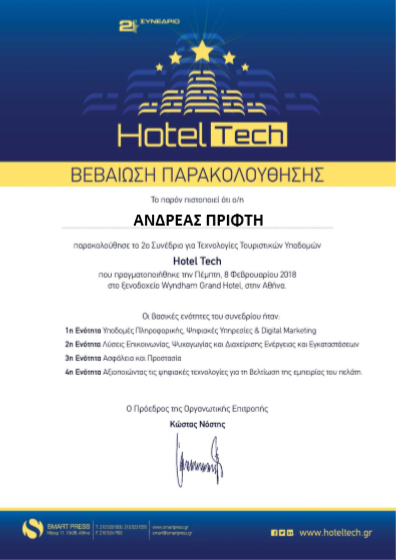 2ο ΣΥΝΕΔΡΙΟ
Hotel Tech
ΒΕΒΑΙΩΣΗ ΠΑΡΑΚΟΛΟΥΘΗΣΗΣ
Το παρόν πιστοποιεί ότι ο/η
ΑΝΔΡΕΑΣ ΠΡΙΦΤΗ
παρακολούθησε το 2ο Συνέδριο για Τεχνολογίες Τουριστικών Υποδομών
Hotel Tech
που πραγματοποιήθηκε την Πέμπτη, 8 Φεβρουαρίου 2018
στο ξενοδοχείο Wyndham Grand Hotel, στην Αθήνα.
Οι βασικές ενότητες του συνεδρίου ήταν:
1η Ενότητα Υποδομές Πληροφορικής, Ψηφιακές Υπηρεσίες & Digital Marketing
2η Ενότητα Λύσεις Επικοινωνίας, Ψυχαγωγίας και Διαχείρισης Ενέργειας και Εγκαταστάσεων
3η Ενότητα Ασφάλεια και Προστασία
4η Ενότητα Αξιοποιώντας τις ψηφιακές τεχνολογίες για τη βελτίωση της εμπειρίας του πελάτη.
Ο Πρόεδρος της Οργανωτικής Επιτροπής
Κώστας Νόστης
SMART PRESS
www.smartpress.gr
www.hoteltech.gr